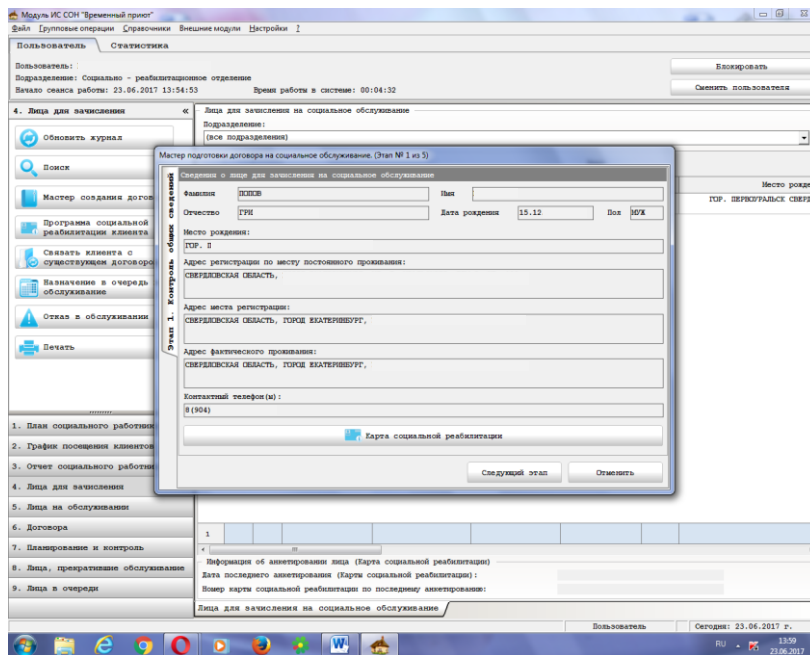 Модуль ИС СОН "Временный приют"
Файл Групповые операции Справочники Внешние модули Настройки ?
Пользователь Статистика
Пользователь:
Подразделение: Социально - реабилитационное отделение
Начало сеанса работы: 23.06.2017 13:54:53 Время работы в системе: 00:04:32
Блокировать
Сменить пользователя
4. Лица для зачисления «
Обновить журнал
Поиск
Мастер создания догов
Программа социальной
реабилитации клиента
Связать клиента с
существующем договоро
Назначение в очередь
обслуживание
Отказ в обслуживании
Печать
1. План социального работник
2. График посещения клиентов
3. Отчет социального работни
4. Лица для зачисления
5. Лица на обслуживании
6. Договора
7. Планирование и контроль
8. Лица, прекратившие обслуживание
9. Лица в очереди
Лица для зачисления на социальное обслуживание
Подразделение:
(все подразделения)
Место рожде
ГОР. ПЕРВОУРАЛЬСК СВЕРД
Мастер подготовки договора на социальное обслуживание. (Этап № 1 из 5)
Этап 1. Контроль общих сведений
Сведения о лице для зачисления на социальное обслуживание
Фамилия ПОПОВ Имя
Отчество ГРИ Дата рождения 15.12 Пол МУЖ
Место рождения:
ГОР. П
Адрес регистрации по месту постоянного проживания:
СВЕРДЛОВСКАЯ ОБЛАСТЬ,
Адрес места регистрации:
СВЕРДЛОВСКАЯ ОБЛАСТЬ, ГОРОД ЕКАТЕРИНБУРГ,
Адрес фактического проживания:
СВЕРДЛОВСКАЯ ОБЛАСТЬ, ГОРОД ЕКАТЕРИНБУРГ,
Контактный телефон(ы):
8(904)
Карта социальной реабилитации
Следующий этап Отменить
1
Информация об анкетировании лица (Карта социальной реабилитации)
Дата последнего анкетирования (Карты социальной реабилитации):
Номер карты социальной реабилитации по последнему анкетированию:
Лица для зачисления на социальное обслуживание
Пользователь Сегодня: 23.06.2017 г.
RU 13:59
23.06.2017